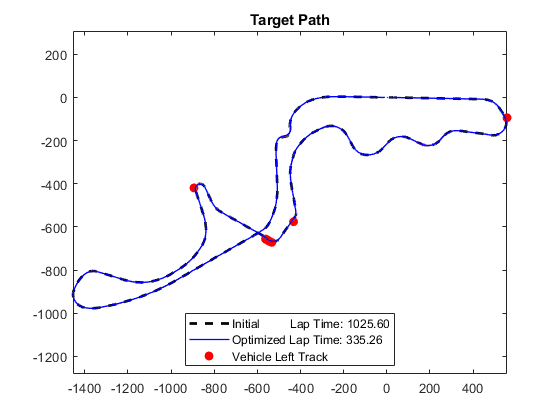 Target Path
200
0
-200
-400
-600
-800
-1000
-1200
Initial Lap Time: 1025.60
Optimized Lap Time: 335.26
Vehicle Left Track
-1400 -1200 -1000 -800 -600 -400 -200 0 200 400